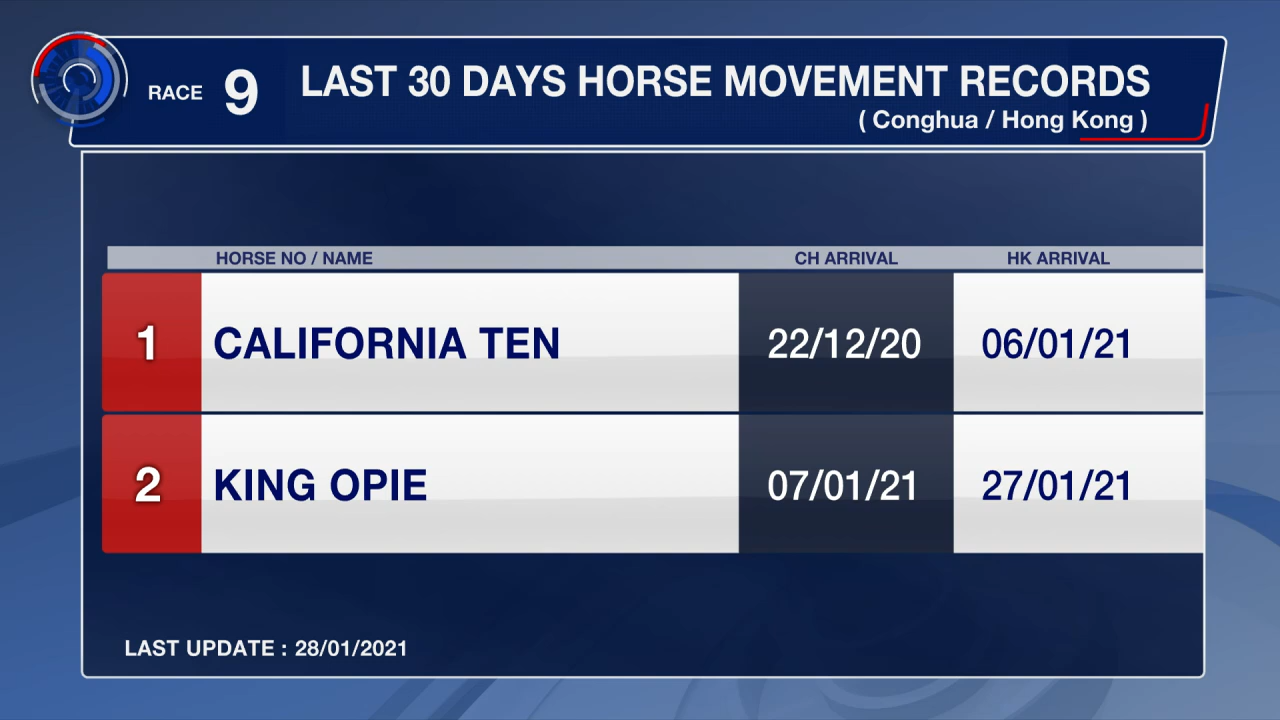 RACE 9 LAST 30 DAYS HORSE MOVEMENT RECORDS
( Conghua / Hong Kong )
HORSE NO / NAME CH ARRIVAL HK ARRIVAL
1 CALIFORNIA TEN 22/12/20 06/01/21
2 KING OPIE 07/01/21 27/01/21
LAST UPDATE : 28/01/2021